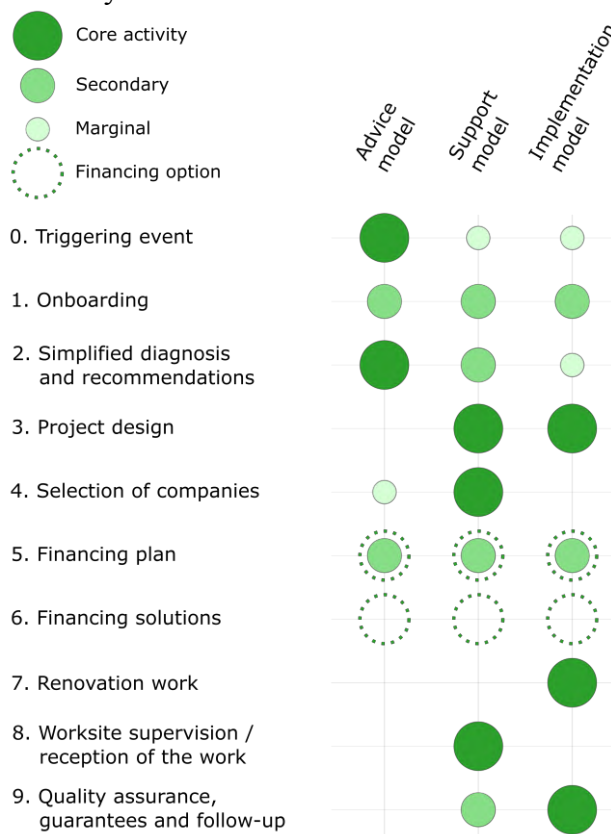 Core activity
Secondary
Marginal
Financing option
Advice
model
Support
model
Implementation
model
0. Triggering event
1. Onboarding
2. Simplified diagnosis
and recommendations
3. Project design
4. Selection of companies
5. Financing plan
6. Financing solutions
7. Renovation work
8. Worksite supervision /
reception of the work
9. Quality assurance,
guarantees and follow-up